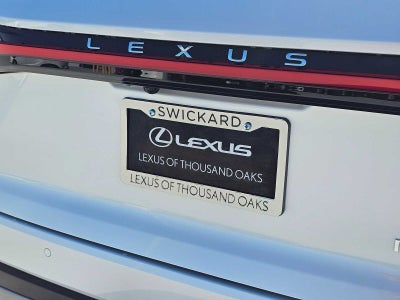 LEXUS
SWICKARD
LEXUS
LEXUS OF THOUSAND OAKS
LEXUS OF THOUSAND OAKS